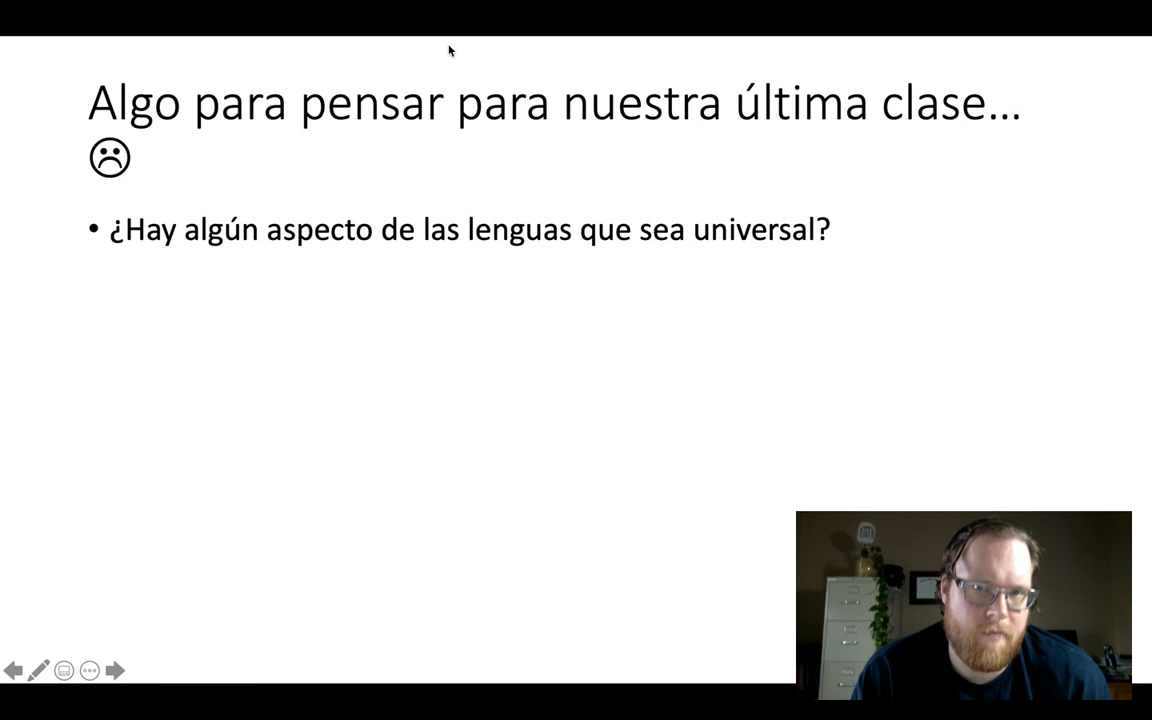 Algo para pensar para nuestra última clase…
☹
• ¿Hay algún aspecto de las lenguas que sea universal?